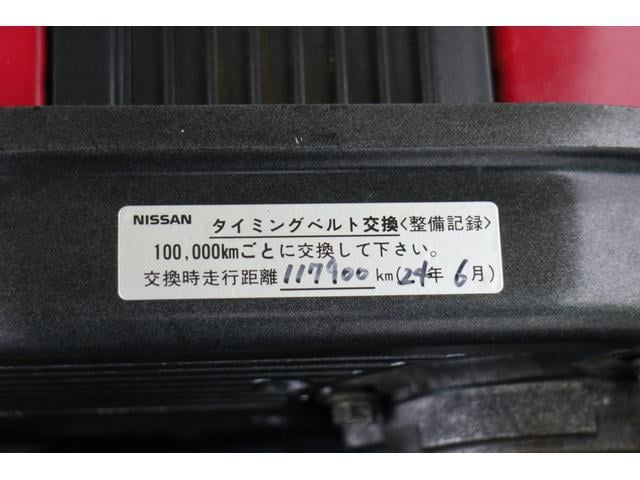 NISSAN タイミングベルト交換<整備記録>
100,000kmごとに交換して下さい。
交換時走行距離 117900 km(24年 6月)